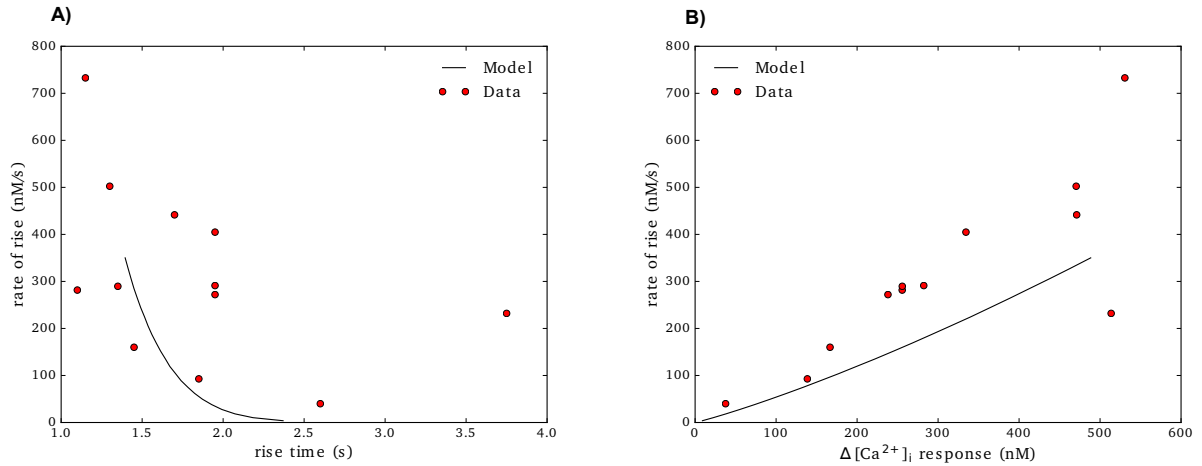 A)
800
700
600
500
400
300
200
100
0
rate of rise (nM/s)
Model
Data
1.0 1.5 2.0 2.5 3.0 3.5 4.0
rise time (s)
B)
800
700
600
500
400
300
200
100
0
rate of rise (nM/s)
Model
Data
0 100 200 300 400 500 600
Δ[Ca²⁺]ᵢ response (nM)